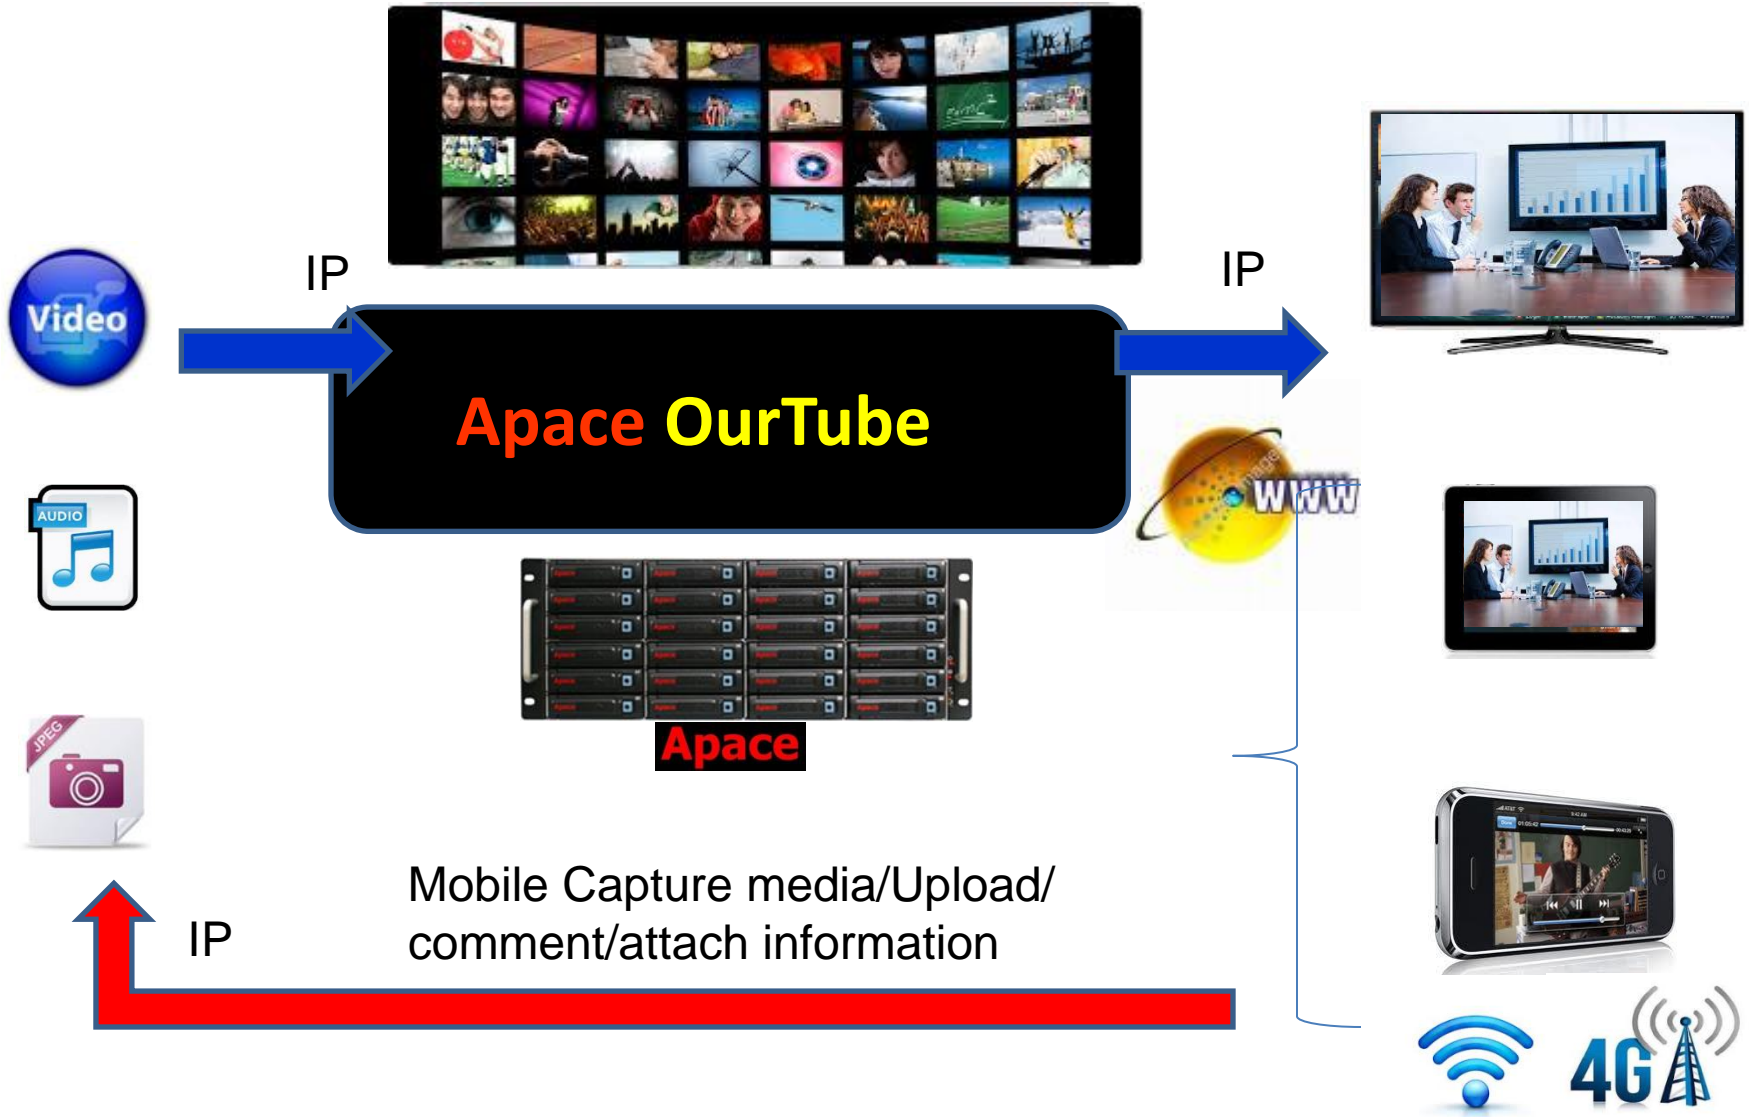 IP
IP
Video
Apace OurTube
WWW
AUDIO
Apace
JPEG
Mobile Capture media/Upload/
comment/attach information
IP
4G